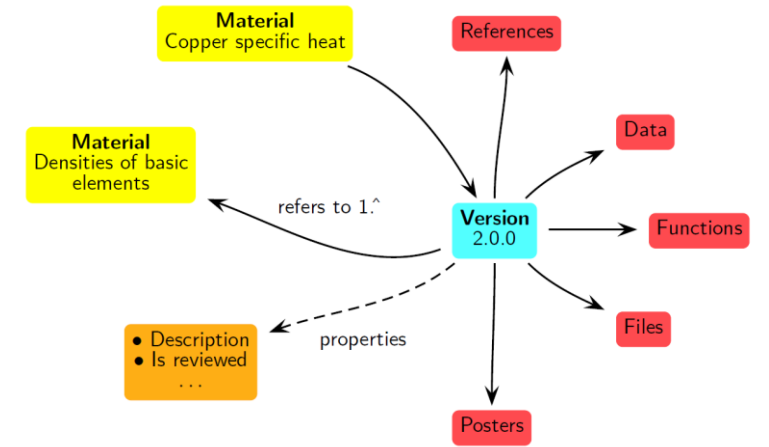 Material
Copper specific heat
References
Data
Material
Densities of basic
elements
refers to 1.^
Version
2.0.0
Functions
Files
• Description
• Is reviewed
. . .
properties
Posters